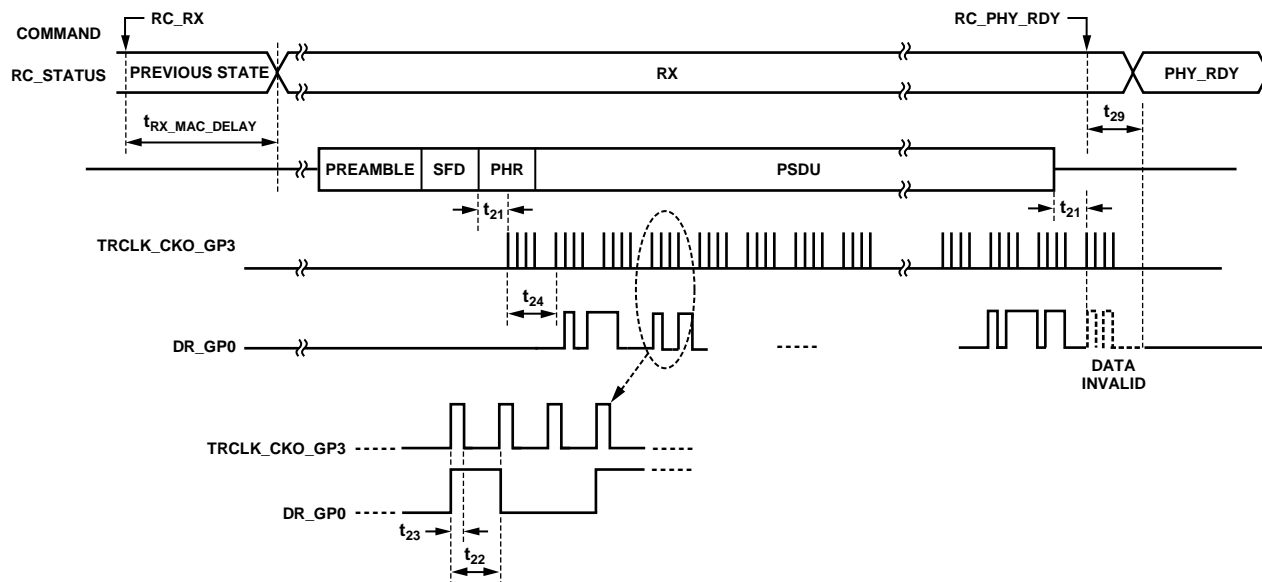 RC_RX
RC_PHY_RDY
COMMAND
RC_STATUS
PREVIOUS STATE
RX
PHY_RDY
t29
tRX_MAC_DELAY
PREAMBLE
SFD
PHR
PSDU
t21
t21
TRCLK_CKO_GP3
t24
DR_GP0
DATA
INVALID
TRCLK_CKO_GP3
DR_GP0
t23
t22